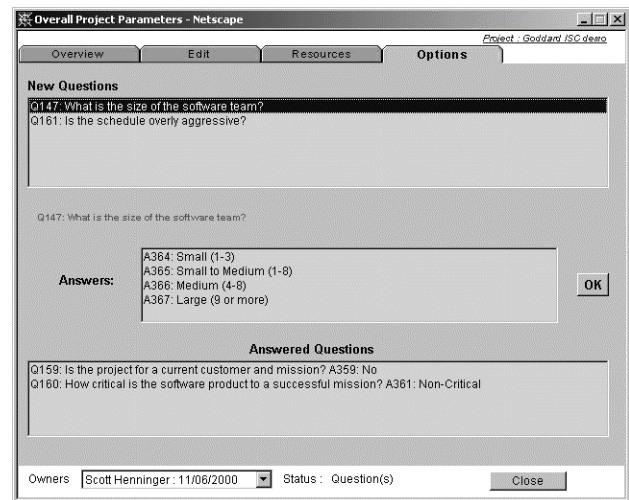 Overall Project Parameters - Netscape
Project : Goddard ISC demo
Overview Edit Resources Options
New Questions
Q147: What is the size of the software team?
Q161: Is the schedule overly aggressive?
Q147: What is the size of the software team?
Answers:
A364: Small (1-3)
A365: Small to Medium (1-8)
A366: Medium (4-8)
A367: Large (9 or more)
OK
Answered Questions
Q159: Is the project for a current customer and mission? A359: No
Q160: How critical is the software product to a successful mission? A361: Non-Critical
Owners Scott Henninger : 11/06/2000 Status : Question(s) Close